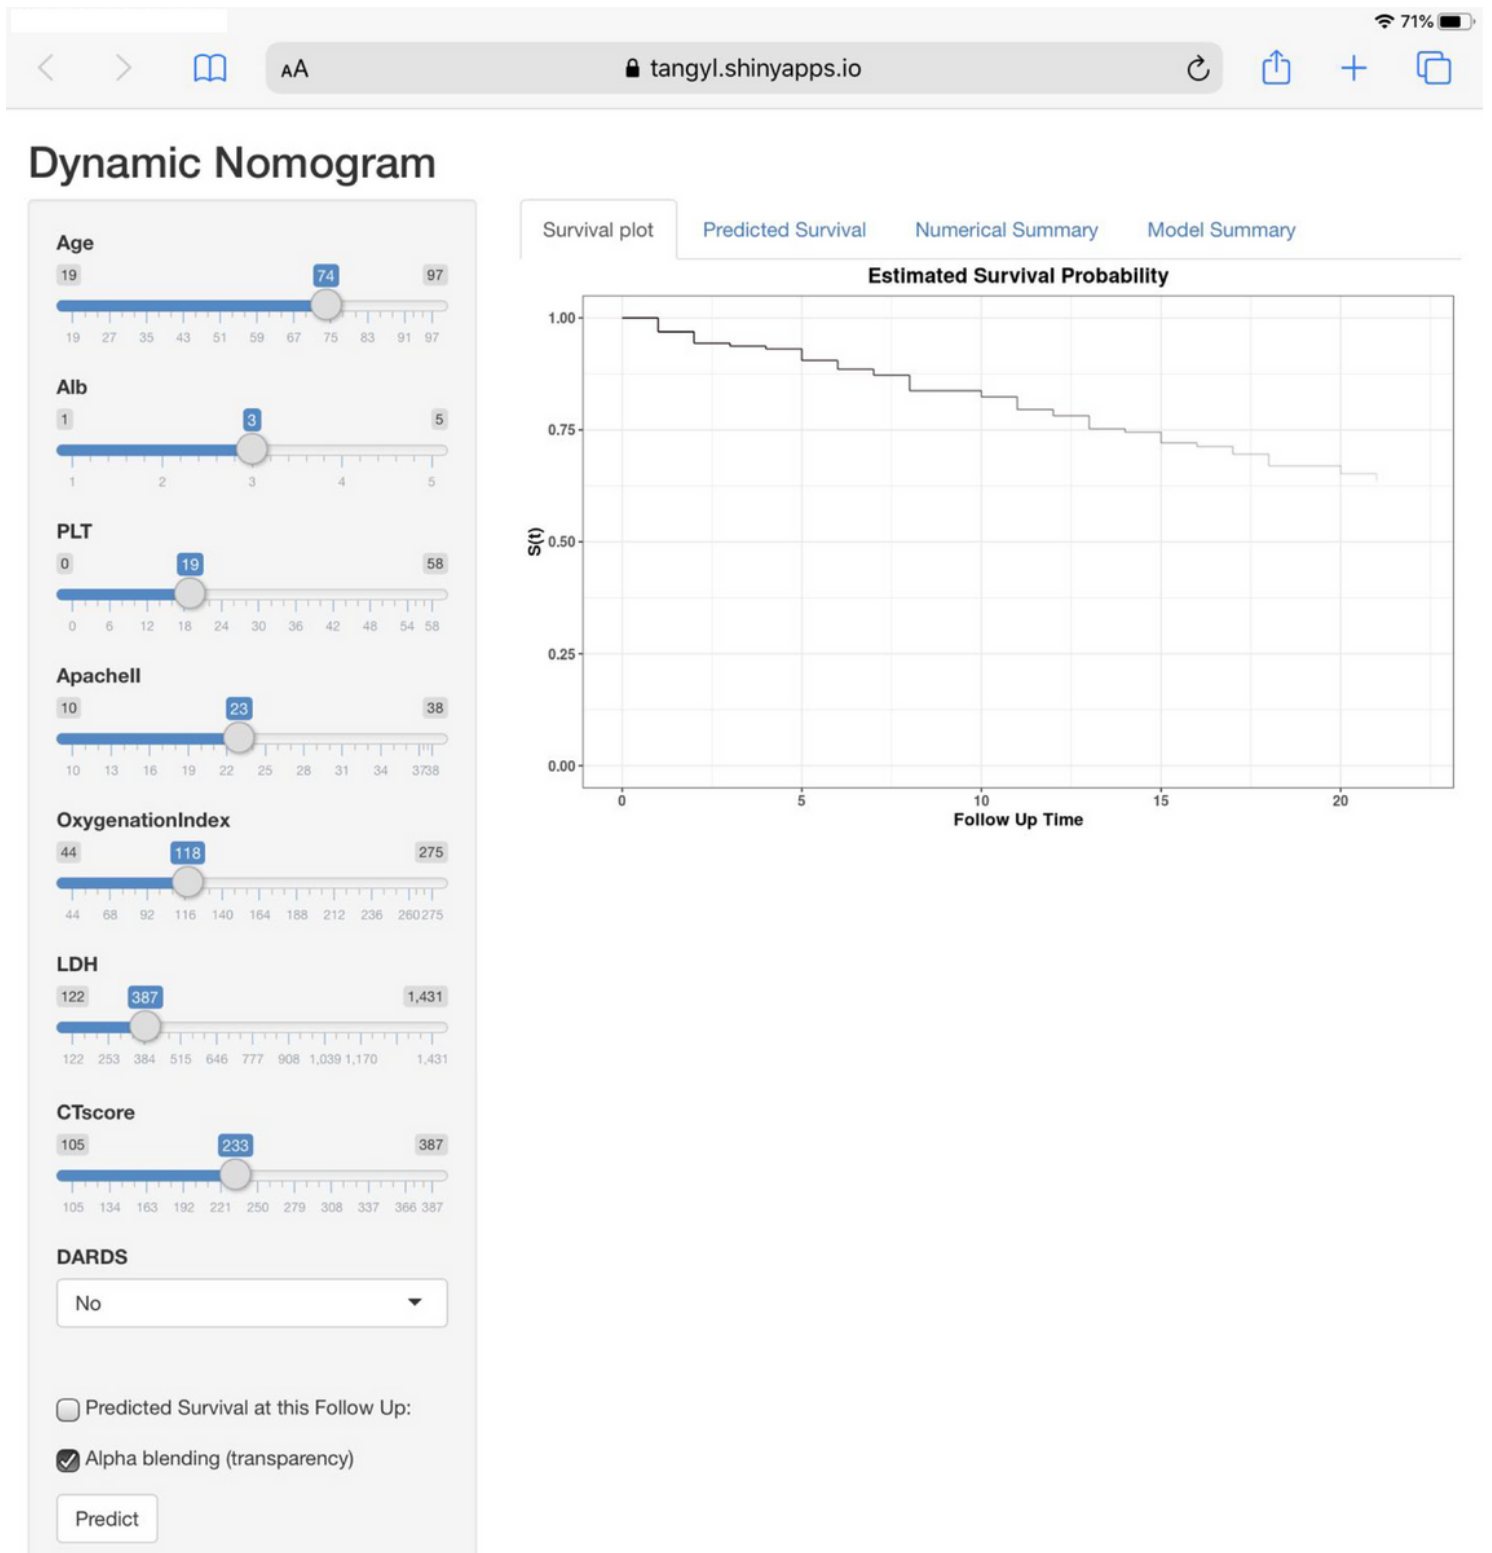 71%
AA
tangyl.shinyapps.io
Dynamic Nomogram
Age
19 74 97
19 27 35 43 51 59 67 75 83 91 97
Alb
1 3 5
1 2 3 4 5
PLT
0 19 58
0 6 12 18 24 30 36 42 48 54 58
ApacheII
10 23 38
10 13 16 19 22 25 28 31 34 3738
OxygenationIndex
44 118 275
44 68 92 116 140 164 188 212 236 260 275
LDH
122 387 1,431
122 253 384 515 646 777 908 1,039 1,170 1,431
CTscore
105 233 387
105 134 163 192 221 250 279 308 337 366 387
DARDS
No
Predicted Survival at this Follow Up:
Alpha blending (transparency)
Predict
Survival plot Predicted Survival Numerical Summary Model Summary
Estimated Survival Probability
1.00
0.75
S(t)
0.50
0.25
0.00
0 5 10 15 20
Follow Up Time